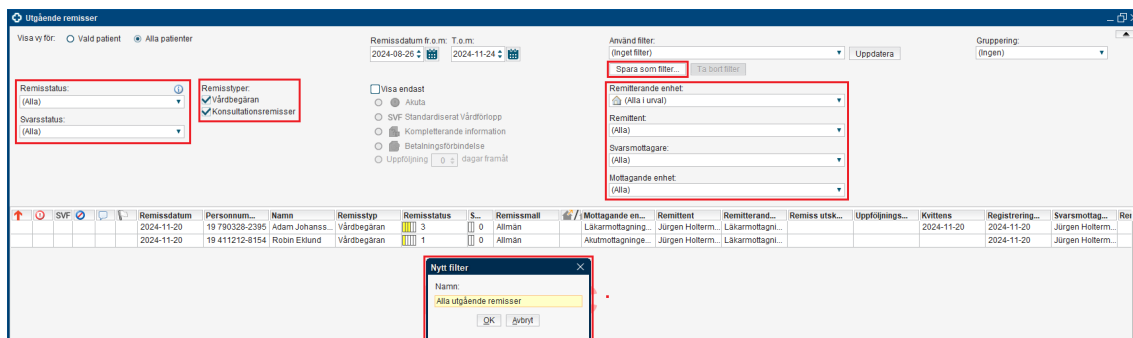 Utgående remisser
Visa vy för: Vald patient Alla patienter
Remissdatum fr.o.m: T.o.m:
2024-08-26 2024-11-24
Använd filter:
(Inget filter) Uppdatera
Gruppering:
(Ingen)
Spara som filter... Ta bort filter
Remisstatus:
(Alla)
Svarsstatus:
(Alla)
Remisstyper:
Vårdbegäran
Konsultationsremisser
Visa endast
Akuta
SVF Standardiserat Vårdförlopp
Kompletterande information
Betalningsförbindelse
Uppföljning 0 dagar framåt
Remitterande enhet:
(Alla i urval)
Remittent:
(Alla)
Svarsmottagare:
(Alla)
Mottagande enhet:
(Alla)
SVF Remissdatum Personnum... Namn Remisstyp Remisstatus S... Remissmall Mottagande en... Remittent Remitterand... Remiss utsk... Uppföljnings... Kvittens Registrering... Svarsmottag... Rem
2024-11-20 19 790328-2395 Adam Johanss... Vårdbegäran 3 0 Allmän Läkarmottagning... Jürgen Holterm... Läkarmottagni... 2024-11-20 2024-11-20 Jürgen Holterm...
2024-11-20 19 411212-8154 Robin Eklund Vårdbegäran 1 0 Allmän Akutmottagninge... Jürgen Holterm... Läkarmottagni... 2024-11-20 Jürgen Holterm...
Nytt filter
Namn:
Alla utgående remisser
OK Avbryt